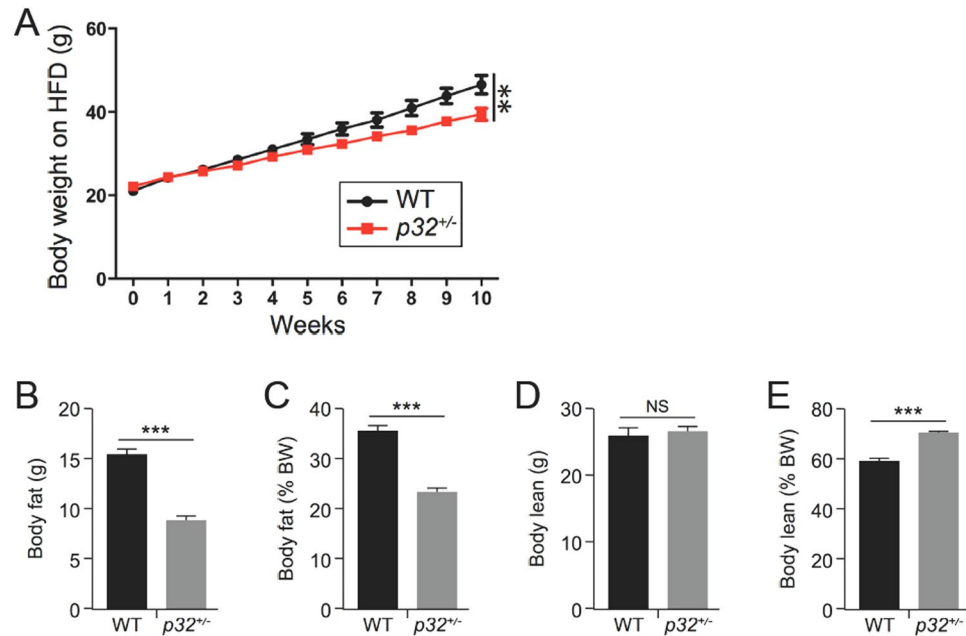 A
Body weight on HFD (g)
60
40
20
0
**
WT
p32+/-
0 1 2 3 4 5 6 7 8 9 10
Weeks
B
Body fat (g)
20
15
10
5
0
***
WT p32+/-
C
Body fat (% BW)
40
30
20
10
0
***
WT p32+/-
D
Body lean (g)
30
20
10
0
NS
WT p32+/-
E
Body lean (% BW)
80
60
40
20
0
***
WT p32+/-